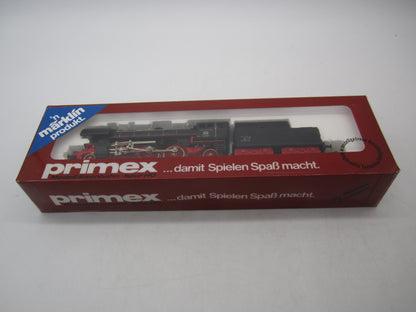 'n
märklin
produkt.
primex ...damit Spielen Spaß macht.
primex ...damit Spielen Spaß macht.